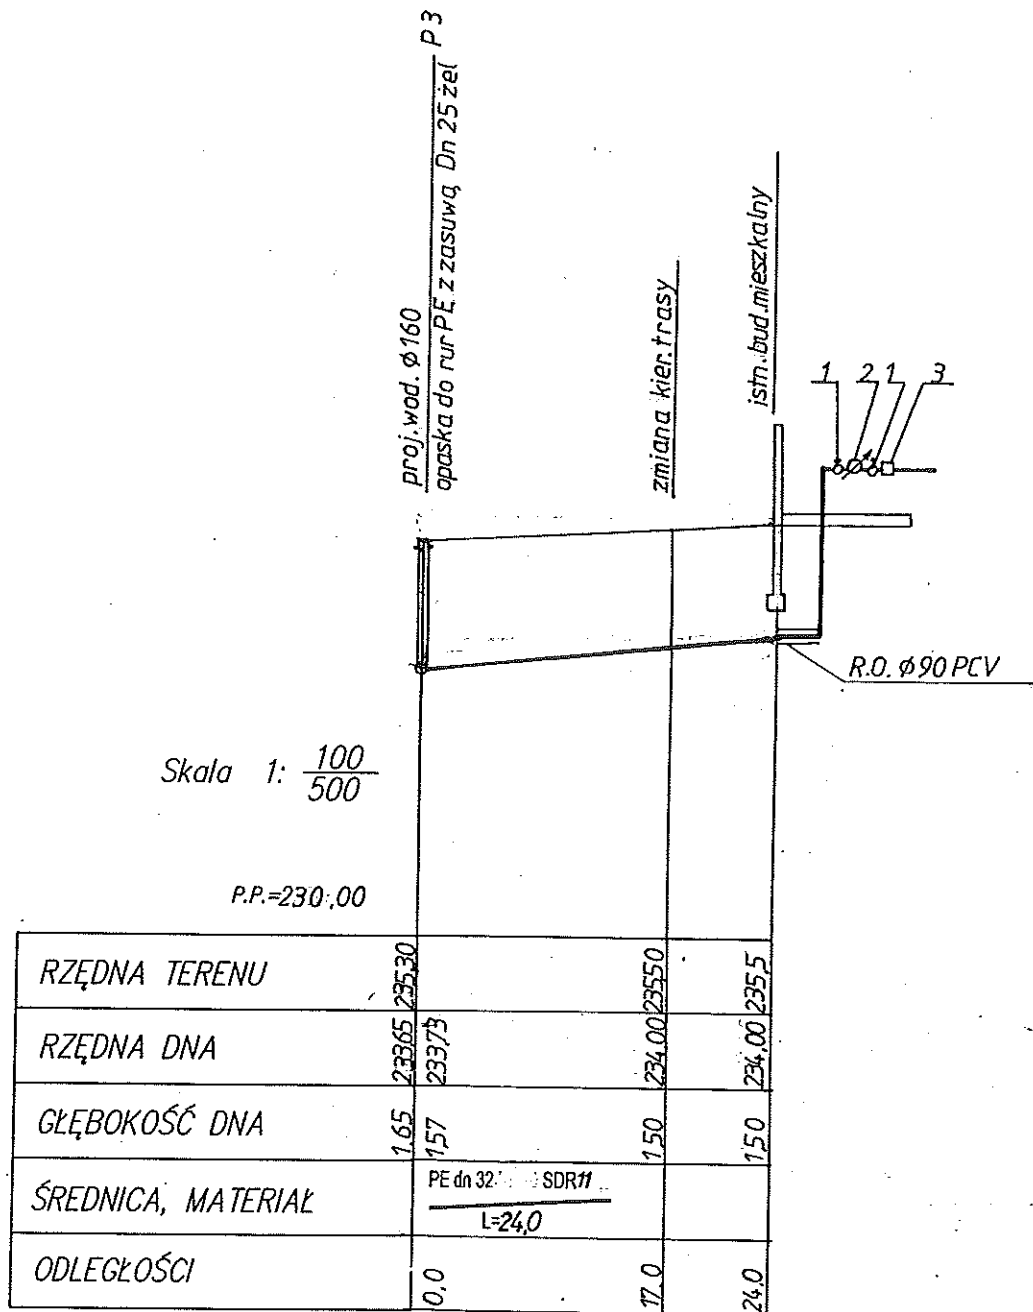 proj.wod. ϕ160
opaska do rur PE z zasuwą Dn 25 żel P3
zmiana kier.trasy
istn.bud.mieszkalny
1 2 1 3
R.O. ϕ90 PCV
Skala 1: 100
500
P.P.=230,00
RZĘDNA TERENU 235,30 235,50 235,5
RZĘDNA DNA 233,65 233,73 234,00 234,00
GŁĘBOKOŚĆ DNA 1,65 1,57 1,50 1,50
ŚREDNICA, MATERIAŁ PE dn 32 SDR11
L=24,0
ODLEGŁOŚCI 0,0 17,0 24,0